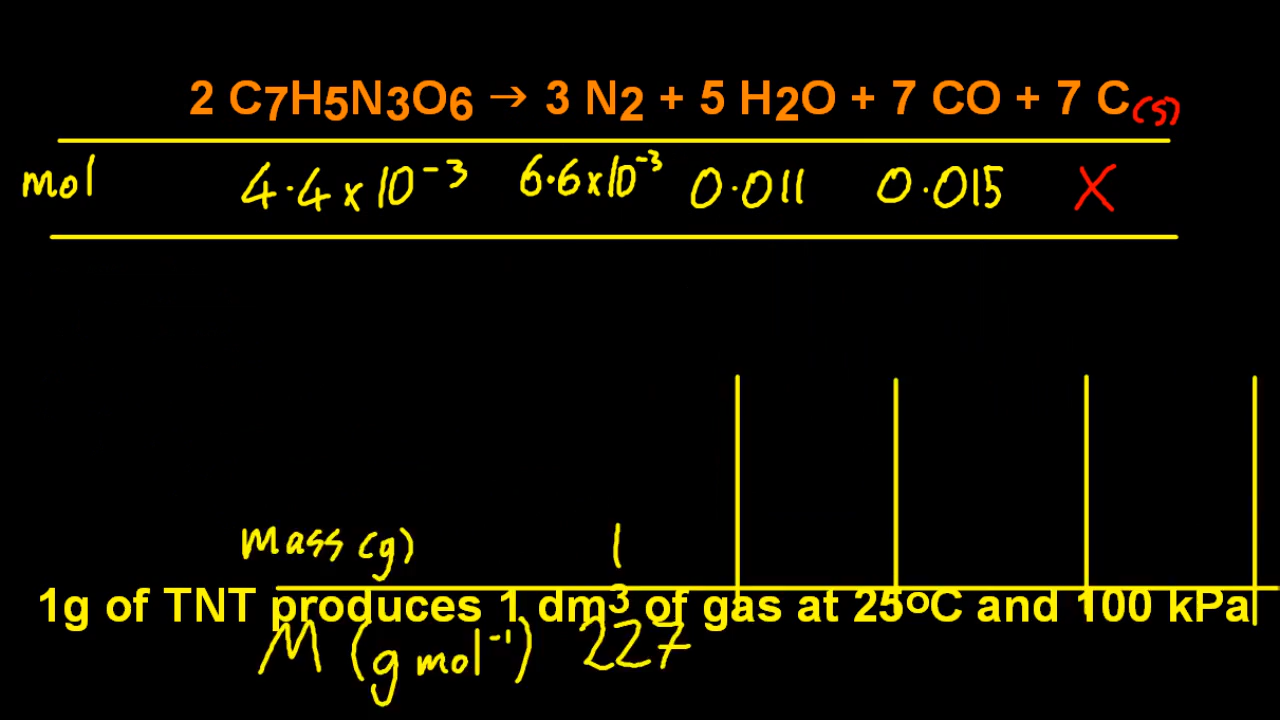 2 C7H5N3O6 → 3 N2 + 5 H2O + 7 CO + 7 C(s)
mol 4.4 x 10⁻³ 6.6x10⁻³ 0.011 0.015 X
Mass (g) 1
1g of TNT produces 1 dm3 of gas at 25oC and 100 kPa
M (g mol⁻¹) 227